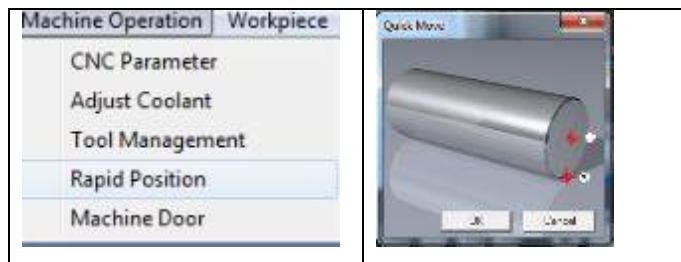 Machine Operation Workpiece
CNC Parameter
Adjust Coolant
Tool Management
Rapid Position
Machine Door
Quick Move
OK Cancel